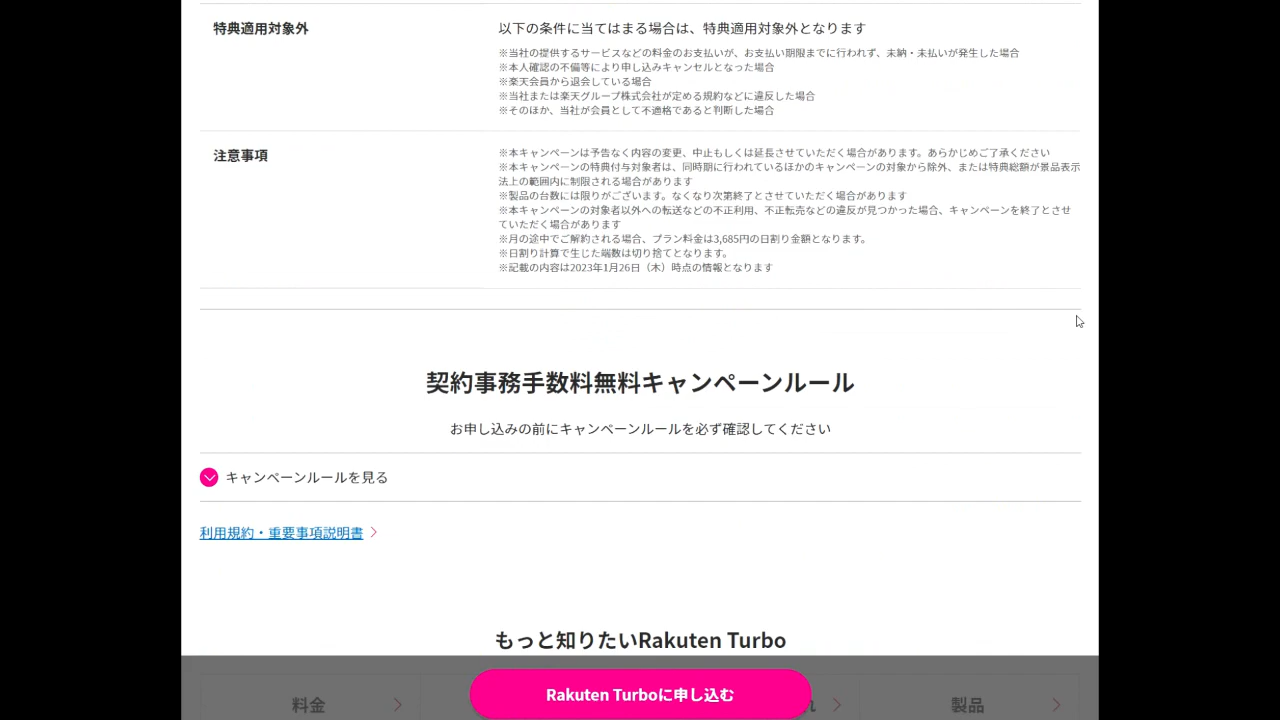 特典適用対象外
以下の条件に当てはまる場合は、特典適用対象外となります
※当社の提供するサービスなどの料金のお支払いが、お支払い期限までに行われず、未納・未払いが発生した場合
※本人確認の不備等により申し込みキャンセルとなった場合
※楽天会員から退会している場合
※当社または楽天グループ株式会社が定める規約などに違反した場合
※そのほか、当社が会員として不適格であると判断した場合
注意事項
※本キャンペーンは予告なく内容の変更、中止もしくは延長させていただく場合があります。あらかじめご了承ください
※本キャンペーンの特典付与対象者は、同時期に行われているほかのキャンペーンの対象から除外、または特典総額が景品表示
法上の範囲内に制限される場合があります
※製品の台数には限りがございます。なくなり次第終了とさせていただく場合があります
※本キャンペーンの対象者以外への転送などの不正利用、不正転売などの違反が見つかった場合、キャンペーンを終了とさせ
ていただく場合があります
※月の途中でご解約される場合、プラン料金は3,685円の日割り金額となります。
※日割り計算で生じた端数は切り捨てとなります。
※記載の内容は2023年1月26日（木）時点の情報となります
契約事務手数料無料キャンペーンルール
お申し込みの前にキャンペーンルールを必ず確認してください
キャンペーンルールを見る
利用規約・重要事項説明書
もっと知りたいRakuten Turbo
料金
Rakuten Turboに申し込む
れ
製品